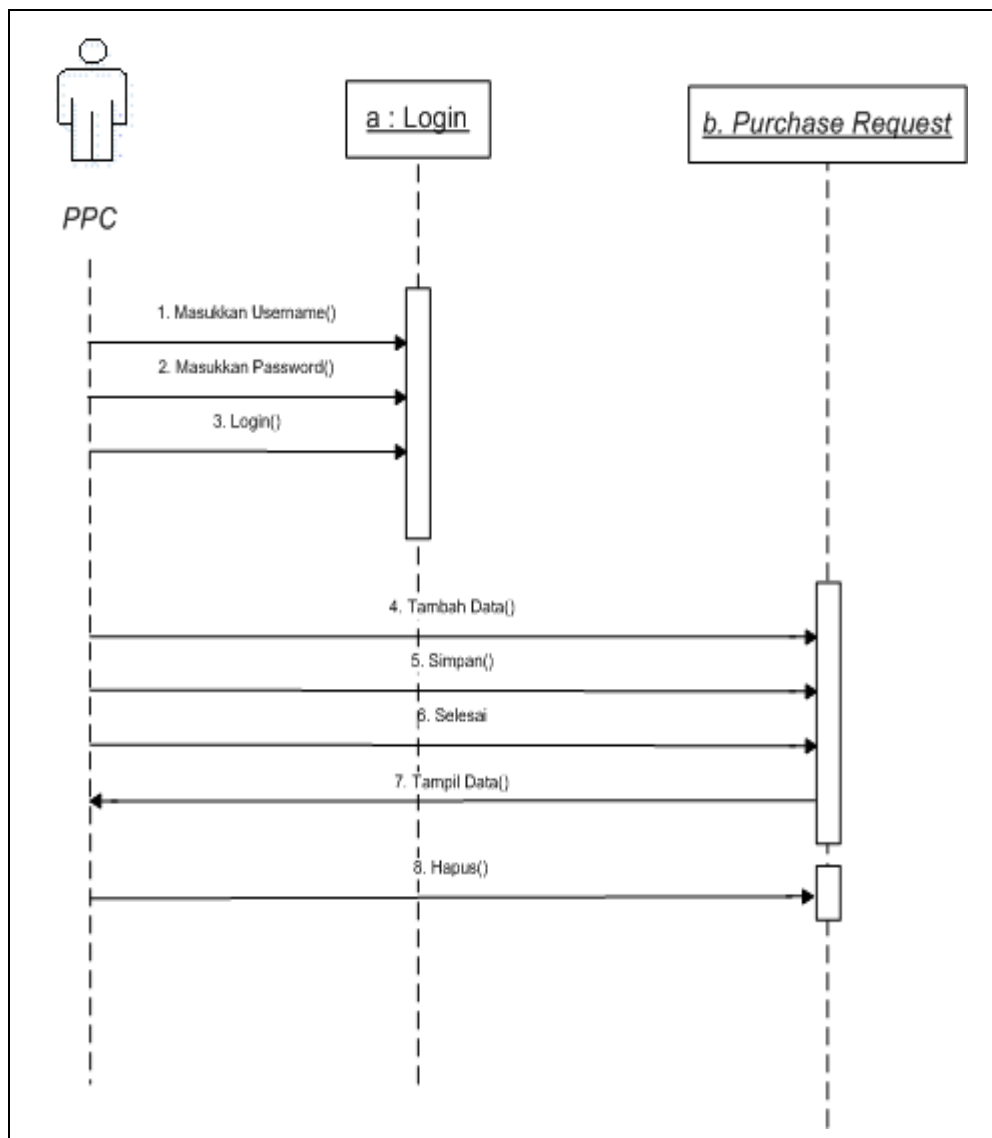 a : Login
b. Purchase Request
PPC
1. Masukkan Username()
2. Masukkan Password()
3. Login()
4. Tambah Data()
5. Simpan()
6. Selesai
7. Tampil Data()
8. Hapus()